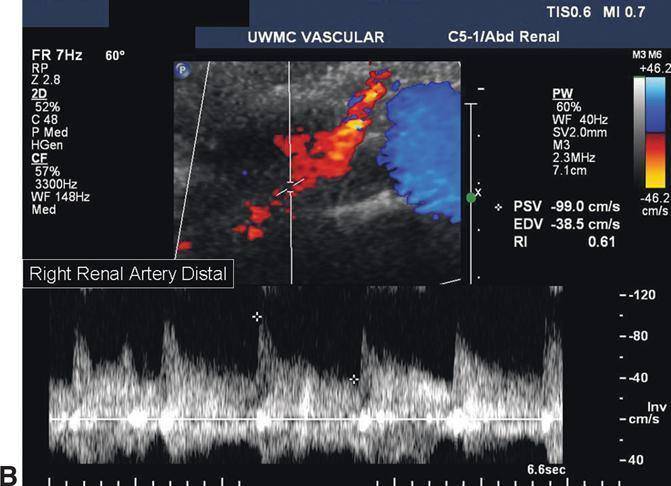 TIS0.6 MI 0.7
UWMC VASCULAR C5-1/Abd Renal
FR 7Hz 60°
RP
Z 2.8
2D
52%
C 48
P Med
HGen
CF
57%
3300Hz
WF 148Hz
Med
P
M3 M6
+46.2
-46.2
cm/s
PW
60%
WF 40Hz
SV2.0mm
M3
2.3MHz
7.1cm
x
PSV -99.0 cm/s
EDV -38.5 cm/s
RI 0.61
Right Renal Artery Distal
-120
-80
-40
Inv
cm/s
40
6.6sec
B